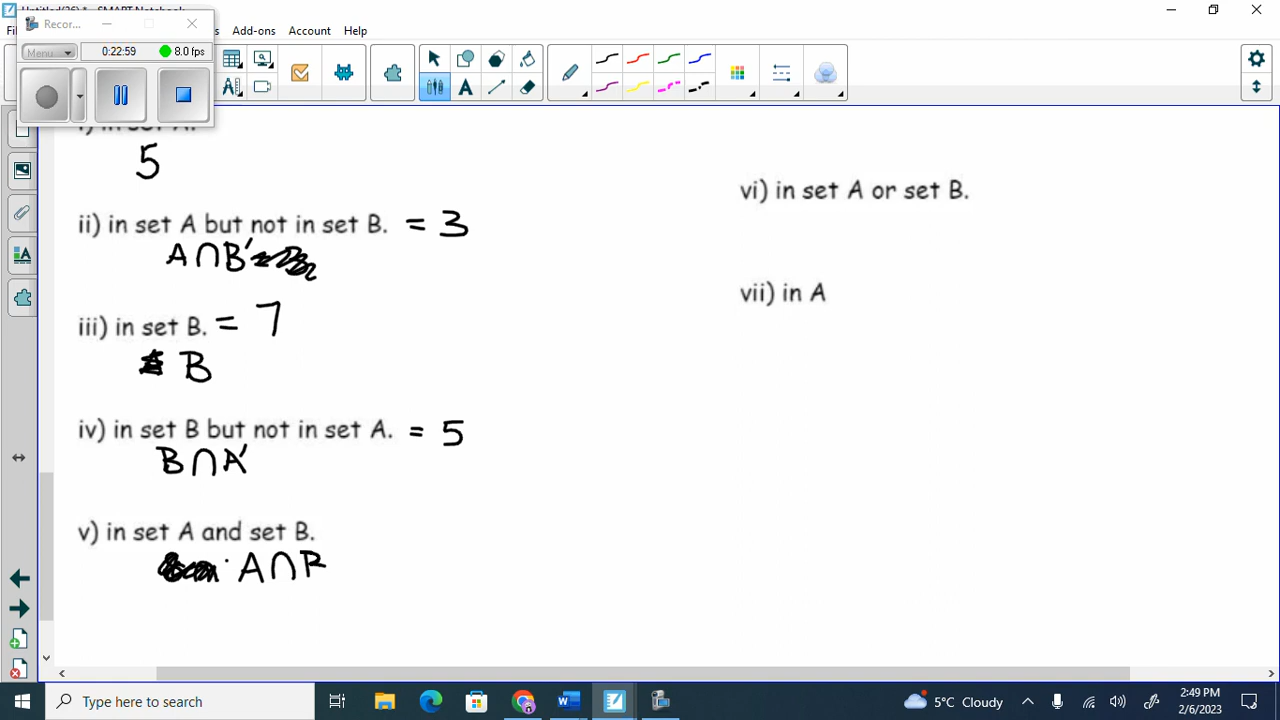 Recor...
Menu
0:22:59
8.0 fps
Add-ons
Account
Help
5
ii) in set A but not in set B. = 3
A∩B′
iii) in set B. = 7
B
iv) in set B but not in set A. = 5
B∩A′
v) in set A and set B.
A∩B
vi) in set A or set B.
vii) in A
Type here to search
5°C Cloudy
2:49 PM
2/6/2023